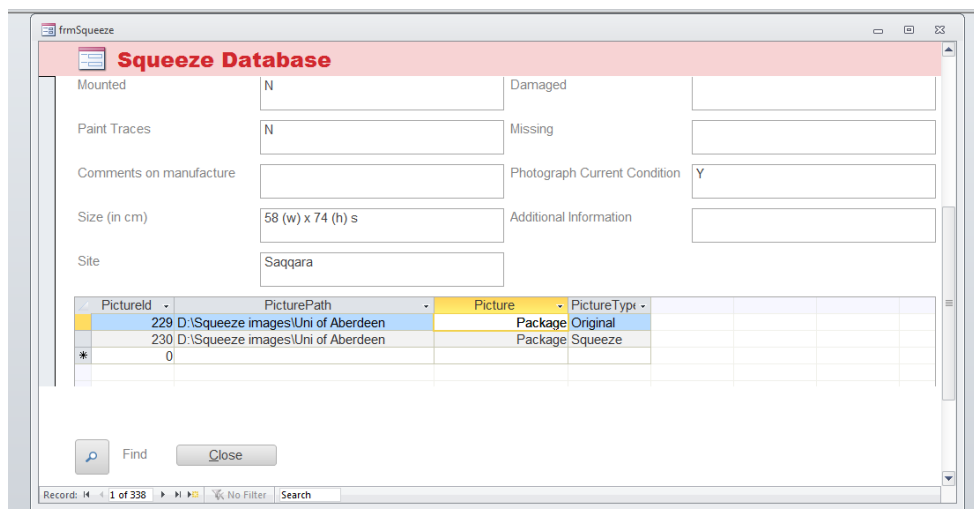 frmSqueeze
Squeeze Database
Mounted N Damaged
Paint Traces N Missing
Comments on manufacture Photograph Current Condition Y
Size (in cm) 58 (w) x 74 (h) s Additional Information
Site Saqqara
PictureId PicturePath Picture PictureType
229 D:\Squeeze images\Uni of Aberdeen Package Original
230 D:\Squeeze images\Uni of Aberdeen Package Squeeze
* 0
Find Close
Record: 1 of 338 No Filter Search